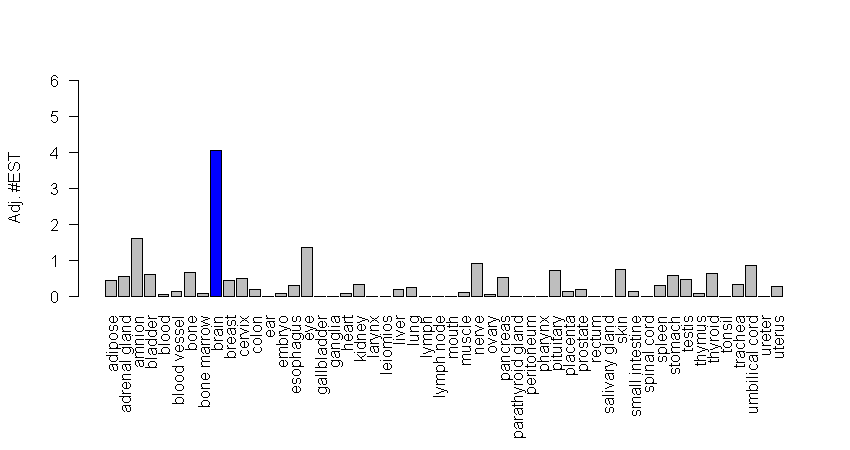 Adj. #EST
6
5
4
3
2
1
0
adipose
adrenal gland
amnion
bladder
blood
blood vessel
bone
bone marrow
brain
breast
cervix
colon
ear
embryo
esophagus
eye
gallbladder
ganglia
heart
kidney
larynx
leiomios
liver
lung
lymph
lymph node
mouth
muscle
nerve
ovary
pancreas
parathyroid gland
peritoneum
pharynx
pituitary
placenta
prostate
rectum
salivary gland
skin
small intestine
spinal cord
spleen
stomach
testis
thymus
thyroid
tonsil
trachea
umbilical cord
ureter
uterus